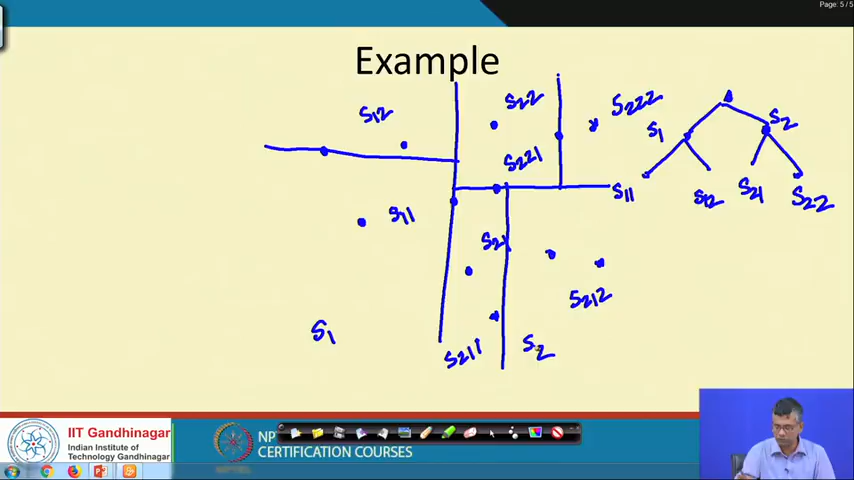 Page: 5/5
Example
S12
S22
S222
S1
S2
S221
S11
S12
S21
S22
S11
S21
S212
S1
S211
S2
IIT Gandhinagar
Indian Institute of
Technology Gandhinagar
NPT
CERTIFICATION COURSES